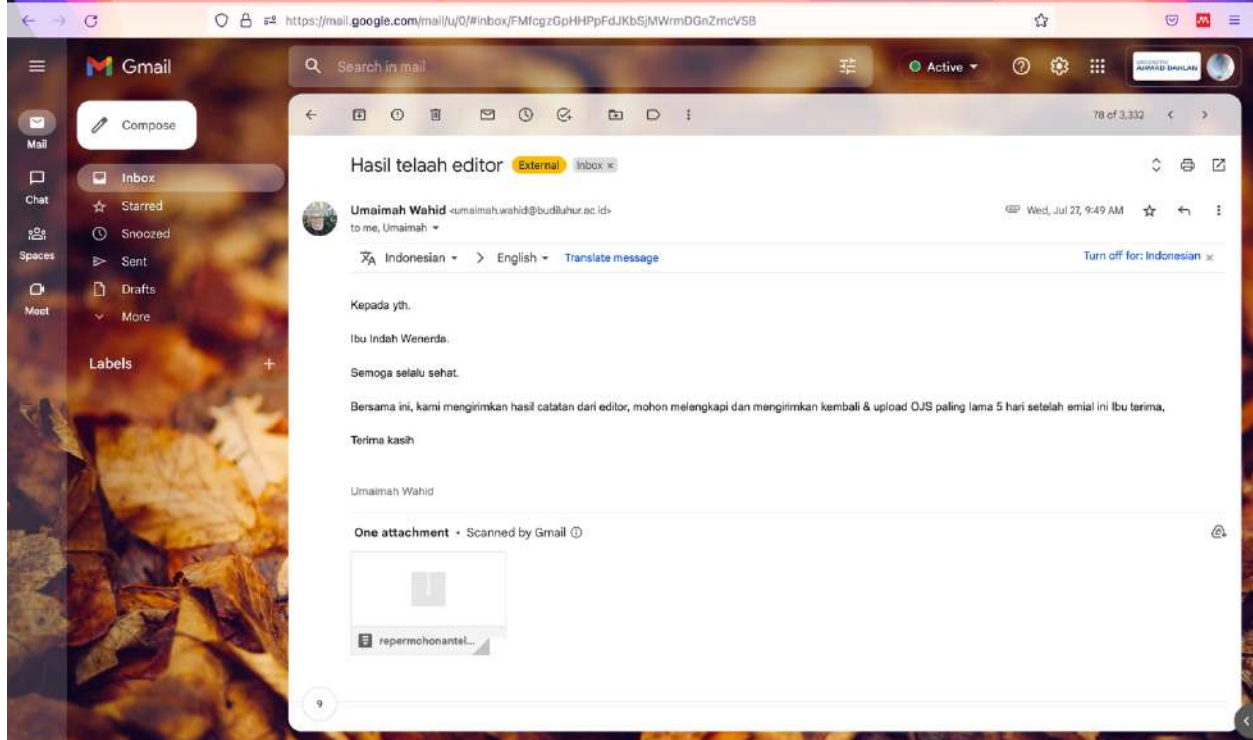 https://mail.google.com/mail/u/0/#inbox/FMfcgzGpHHPpFdJKbSjMWrmDGnZmcVSB
Gmail
Search in mail
Active
AHMAD DAHLAN
Mail
Compose
78 of 3,332
Chat
Inbox
Starred
Spaces
Snoozed
Sent
Meet
Drafts
More
Labels
Hasil telaah editor External Inbox x
Umaimah Wahid <umaimah.wahid@budiluhur.ac.id>
Wed, Jul 27, 9:49 AM
to me, Umaimah
Indonesian > English Translate message
Turn off for: Indonesian x
Kepada yth.
Ibu Indah Wenerda.
Semoga selalu sehat.
Bersama ini, kami mengirimkan hasil catatan dari editor, mohon melengkapi dan mengirimkan kembali & upload OJS paling lama 5 hari setelah emial ini Ibu terima,
Terima kasih
Umaimah Wahid
One attachment • Scanned by Gmail
repermohonantel...
9